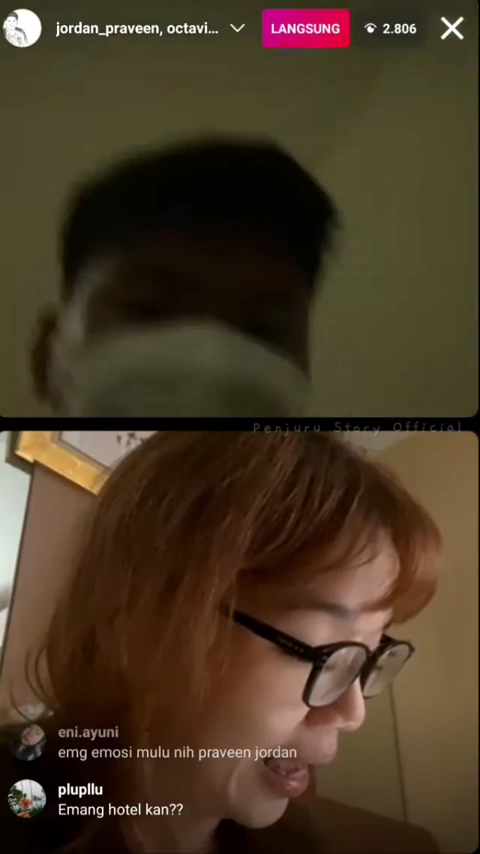 jordan_praveen, octavi...
LANGSUNG
2.806
Penjuru Story Official
eni.ayuni
emg emosi mulu nih praveen jordan
plupllu
Emang hotel kan??